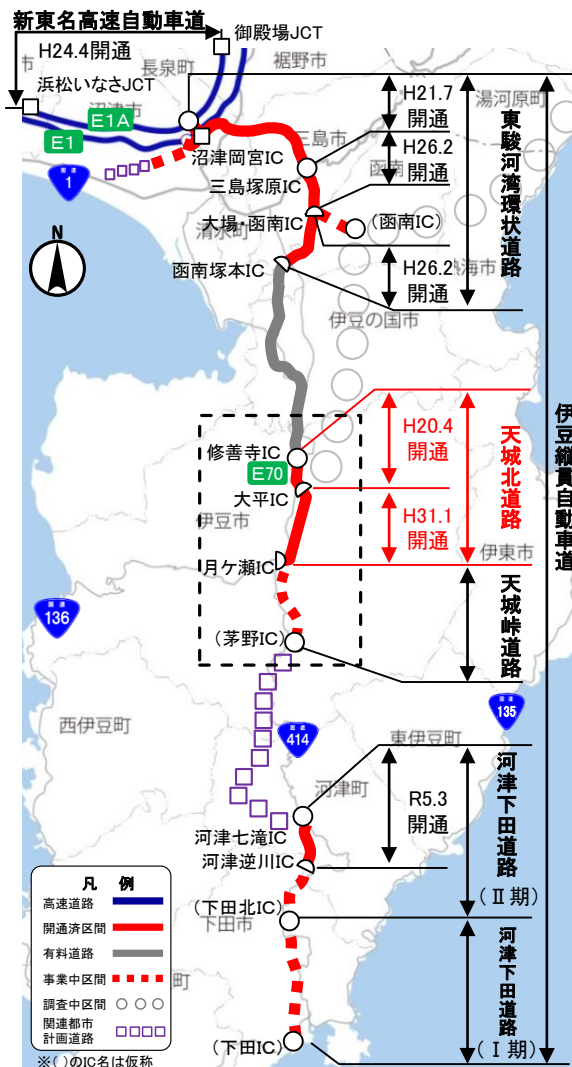 新東名高速自動車道
御殿場JCT
H24.4開通
長泉町
裾野市
市
浜松いなさJCT
沼津市
E1A
E1
国道
1
沼津岡宮IC
三島市
三島塚原IC
函南
大場・函南IC
(函南IC)
清水町
函南塚本IC
熱海市
湯河原町
伊豆の国市
N
H21.7
開通
H26.2
開通
H26.2
開通
東駿河湾環状道路
伊豆縦貫自動車道
修善寺IC
E70
大平IC
伊豆市
月ケ瀬IC
(茅野IC)
H20.4
開通
H31.1
開通
天城北道路
伊東市
天城峠道路
国道
136
国道
135
国道
414
西伊豆町
東伊豆町
河津町
河津七滝IC
河津逆川IC
R5.3
開通
河津下田道路
(Ⅱ期)
(下田北IC)
下田市
河津下田道路
(Ⅰ期)
(下田IC)
町
凡 例
高速道路
開通済区間
有料道路
事業中区間
調査中区間
関連都市
計画道路
※( )のIC名は仮称